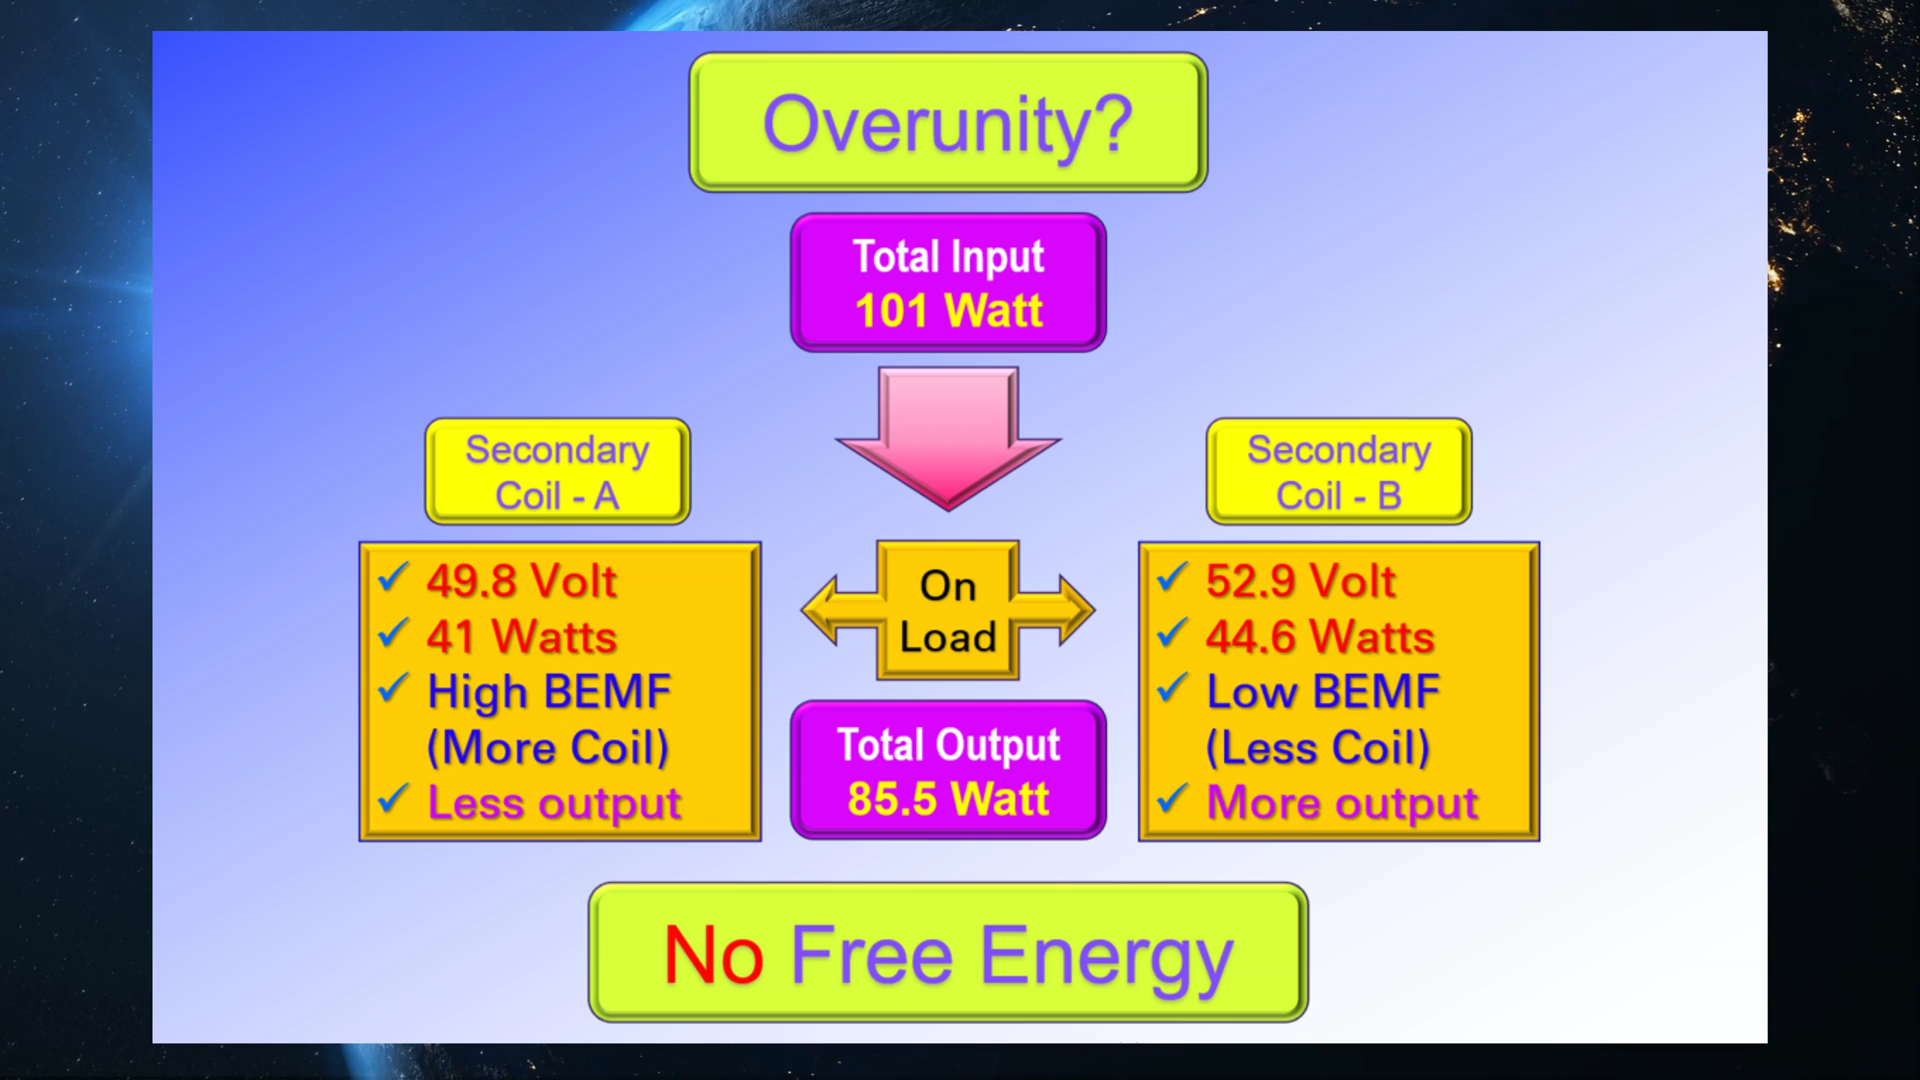 Overunity?
Total Input
101 Watt
Secondary
Coil - A
✓ 49.8 Volt
✓ 41 Watts
✓ High BEMF
(More Coil)
✓ Less output
On
Load
Total Output
85.5 Watt
Secondary
Coil - B
✓ 52.9 Volt
✓ 44.6 Watts
✓ Low BEMF
(Less Coil)
✓ More output
No Free Energy